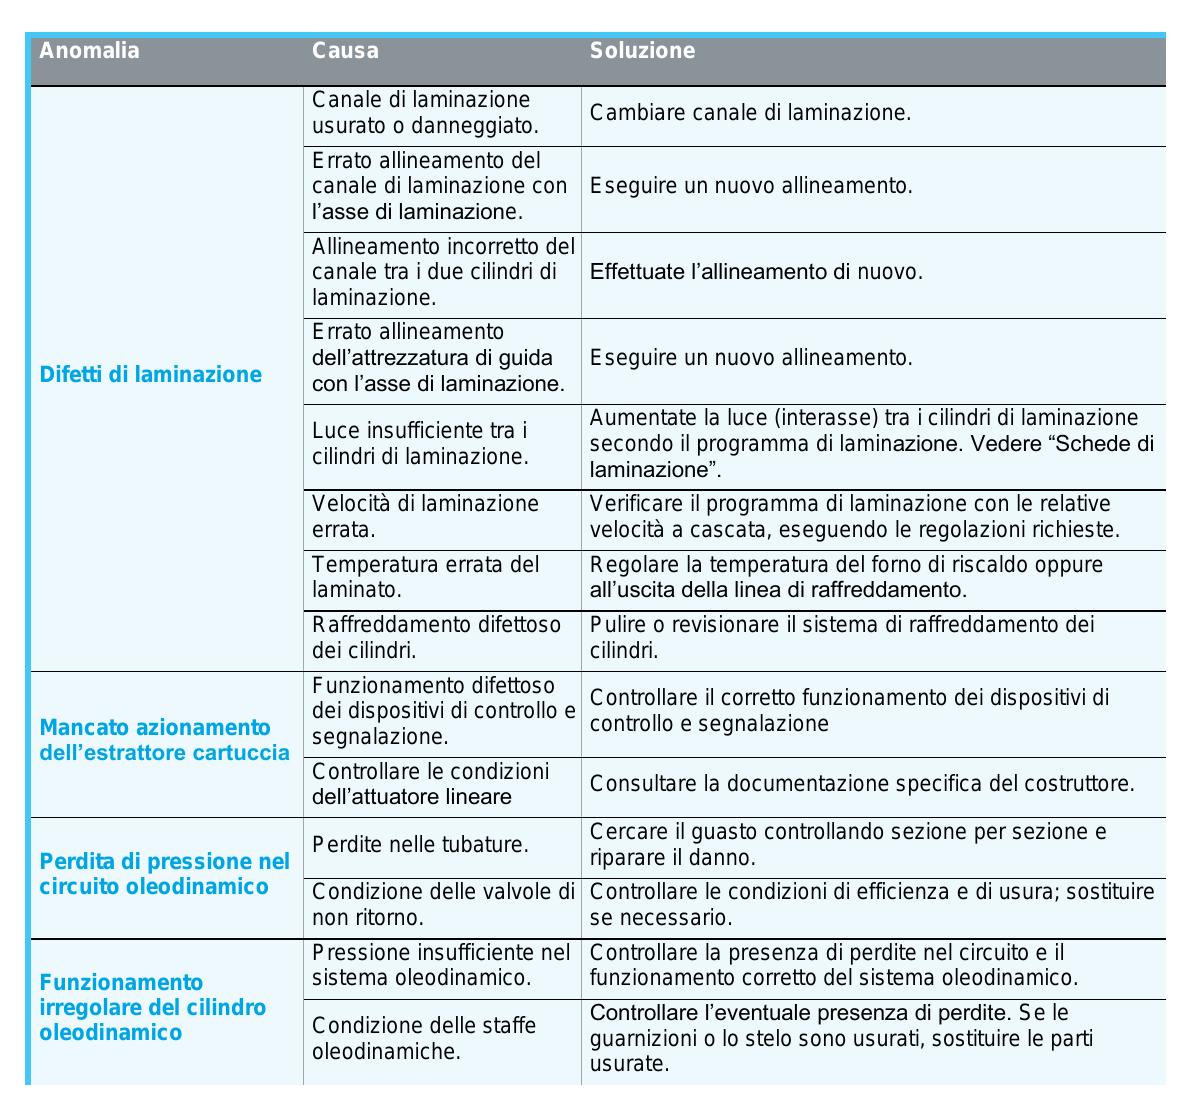 Anomalia
Causa
Soluzione
Difetti di laminazione
Canale di laminazione
usurato o danneggiato.
Cambiare canale di laminazione.
Errato allineamento del
canale di laminazione con
l’asse di laminazione.
Eseguire un nuovo allineamento.
Allineamento incorretto del
canale tra i due cilindri di
laminazione.
Effettuate l’allineamento di nuovo.
Errato allineamento
dell’attrezzatura di guida
con l’asse di laminazione.
Eseguire un nuovo allineamento.
Luce insufficiente tra i
cilindri di laminazione.
Aumentate la luce (interasse) tra i cilindri di laminazione
secondo il programma di laminazione. Vedere “Schede di
laminazione”.
Velocità di laminazione
errata.
Verificare il programma di laminazione con le relative
velocità a cascata, eseguendo le regolazioni richieste.
Temperatura errata del
laminato.
Regolare la temperatura del forno di riscaldo oppure
all’uscita della linea di raffreddamento.
Raffreddamento difettoso
dei cilindri.
Pulire o revisionare il sistema di raffreddamento dei
cilindri.
Mancato azionamento
dell’estrattore cartuccia
Funzionamento difettoso
dei dispositivi di controllo e
segnalazione.
Controllare il corretto funzionamento dei dispositivi di
controllo e segnalazione
Controllare le condizioni
dell’attuatore lineare
Consultare la documentazione specifica del costruttore.
Perdita di pressione nel
circuito oleodinamico
Perdite nelle tubature.
Cercare il guasto controllando sezione per sezione e
riparare il danno.
Condizione delle valvole di
non ritorno.
Controllare le condizioni di efficienza e di usura; sostituire
se necessario.
Funzionamento
irregolare del cilindro
oleodinamico
Pressione insufficiente nel
sistema oleodinamico.
Controllare la presenza di perdite nel circuito e il
funzionamento corretto del sistema oleodinamico.
Condizione delle staffe
oleodinamiche.
Controllare l’eventuale presenza di perdite. Se le
guarnizioni o lo stelo sono usurati, sostituire le parti
usurate.